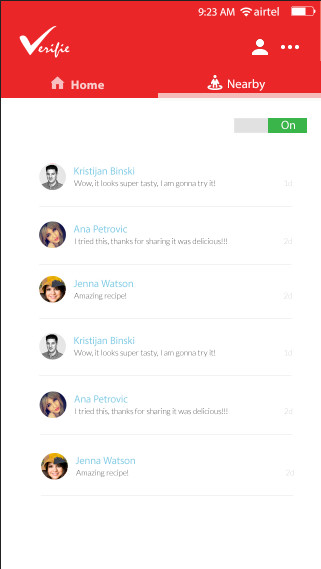 9:23 AM airtel
Verifie
Home Nearby
On
Kristijan Binski
Wow, it looks super tasty, I am gonna try it! 1d
Ana Petrovic
I tried this, thanks for sharing it was delicious!!! 2d
Jenna Watson
Amazing recipe! 2d
Kristijan Binski
Wow, it looks super tasty, I am gonna try it! 1d
Ana Petrovic
I tried this, thanks for sharing it was delicious!!! 2d
Jenna Watson
Amazing recipe! 2d